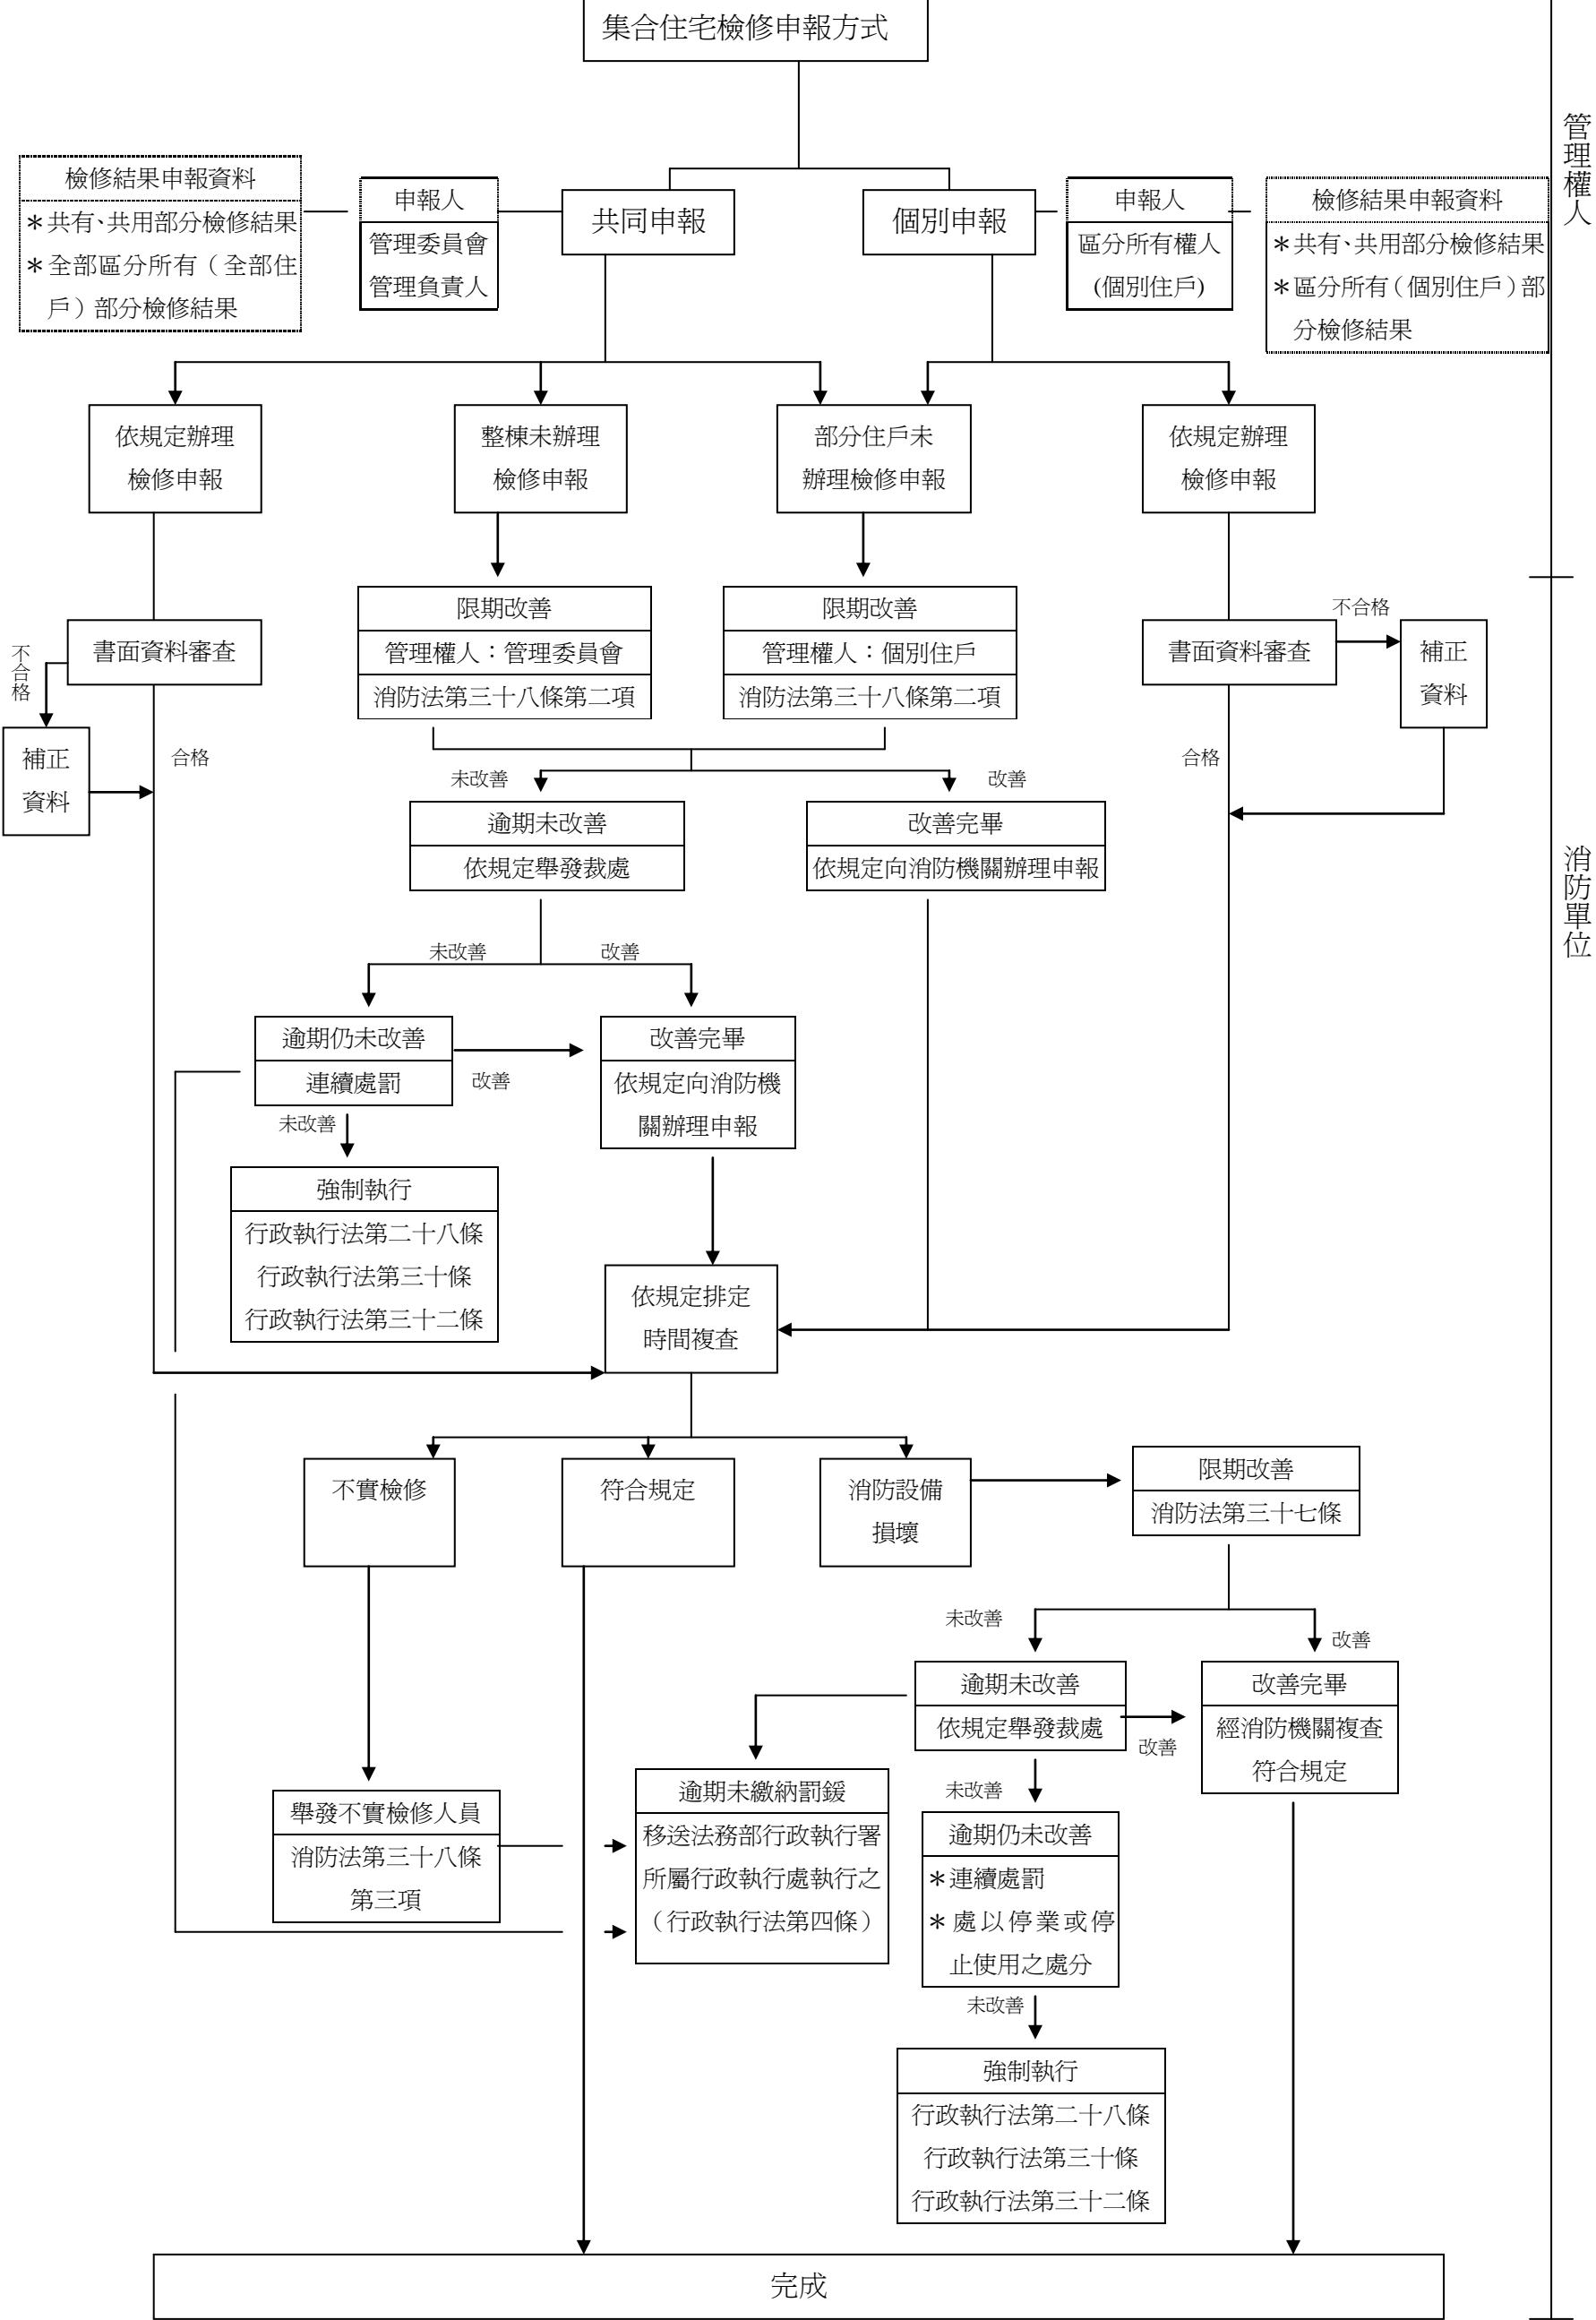 集合住宅檢修申報方式
管理權人
檢修結果申報資料
＊共有、共用部分檢修結果
＊全部區分所有（全部住
戶）部分檢修結果
申報人
管理委員會
管理負責人
共同申報
個別申報
申報人
區分所有權人
(個別住戶)
檢修結果申報資料
＊共有、共用部分檢修結果
＊區分所有（個別住戶）部
分檢修結果
依規定辦理
檢修申報
整棟未辦理
檢修申報
部分住戶未
辦理檢修申報
依規定辦理
檢修申報
限期改善
管理權人：管理委員會
消防法第三十八條第二項
限期改善
管理權人：個別住戶
消防法第三十八條第二項
書面資料審查
不合格
補正
資料
合格
書面資料審查
不合格
補正
資料
合格
未改善
改善
逾期未改善
依規定舉發裁處
改善完畢
依規定向消防機關辦理申報
消防單位
未改善
改善
逾期仍未改善
連續處罰
改善
改善完畢
依規定向消防機
關辦理申報
未改善
強制執行
行政執行法第二十八條
行政執行法第三十條
行政執行法第三十二條
依規定排定
時間複查
不實檢修
符合規定
消防設備
損壞
限期改善
消防法第三十七條
未改善
改善
逾期未改善
依規定舉發裁處
改善
改善完畢
經消防機關複查
符合規定
舉發不實檢修人員
消防法第三十八條
第三項
逾期未繳納罰鍰
移送法務部行政執行署
所屬行政執行處執行之
（行政執行法第四條）
未改善
逾期仍未改善
＊連續處罰
＊處以停業或停
止使用之處分
未改善
強制執行
行政執行法第二十八條
行政執行法第三十條
行政執行法第三十二條
完成